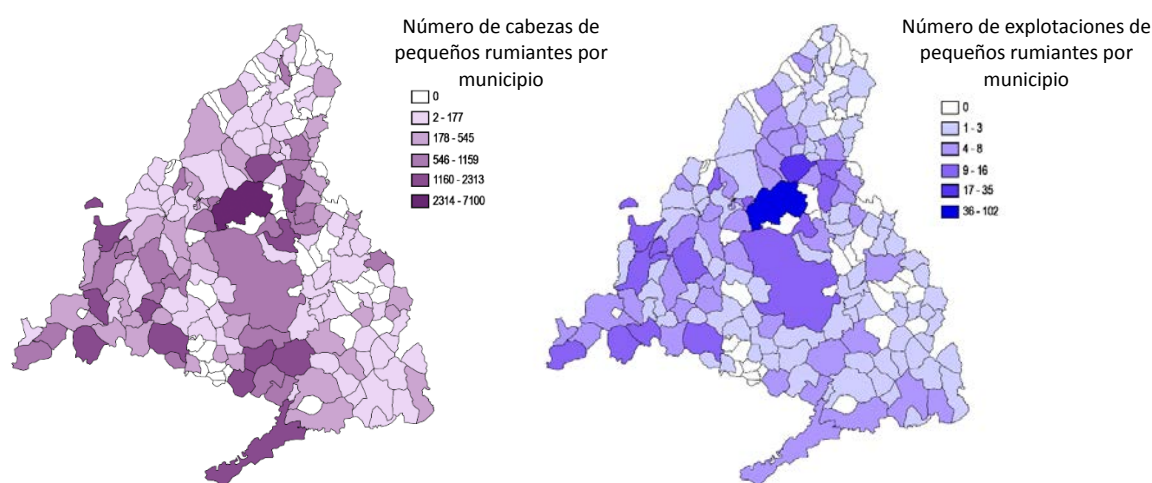 Número de cabezas de
pequeños rumiantes por
municipio
0
2 - 177
178 - 545
546 - 1159
1160 - 2313
2314 - 7100
Número de explotaciones de
pequeños rumiantes por
municipio
0
1 - 3
4 - 8
9 - 16
17 - 35
36 - 102